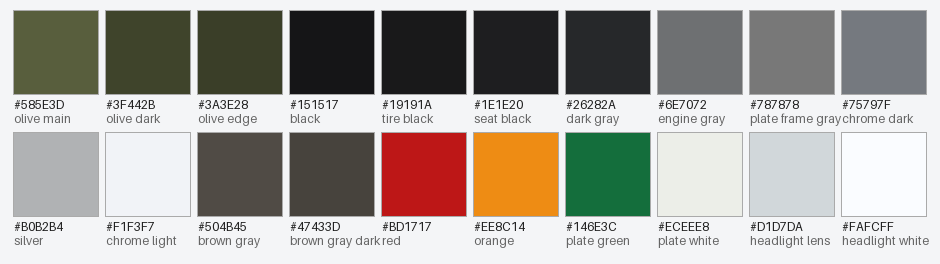 #585E3D #3F442B #3A3E28 #151517 #19191A #1E1E20 #26282A #6E7072 #787878 #75797F
olive main olive dark olive edge black tire black seat black dark gray engine gray plate frame gray chrome dark
#B0B2B4 #F1F3F7 #504B45 #47433D #BD1717 #EE8C14 #146E3C #ECEEE8 #D1D7DA #FAFCFF
silver chrome light brown gray brown gray dark red orange plate green plate white headlight lens headlight white